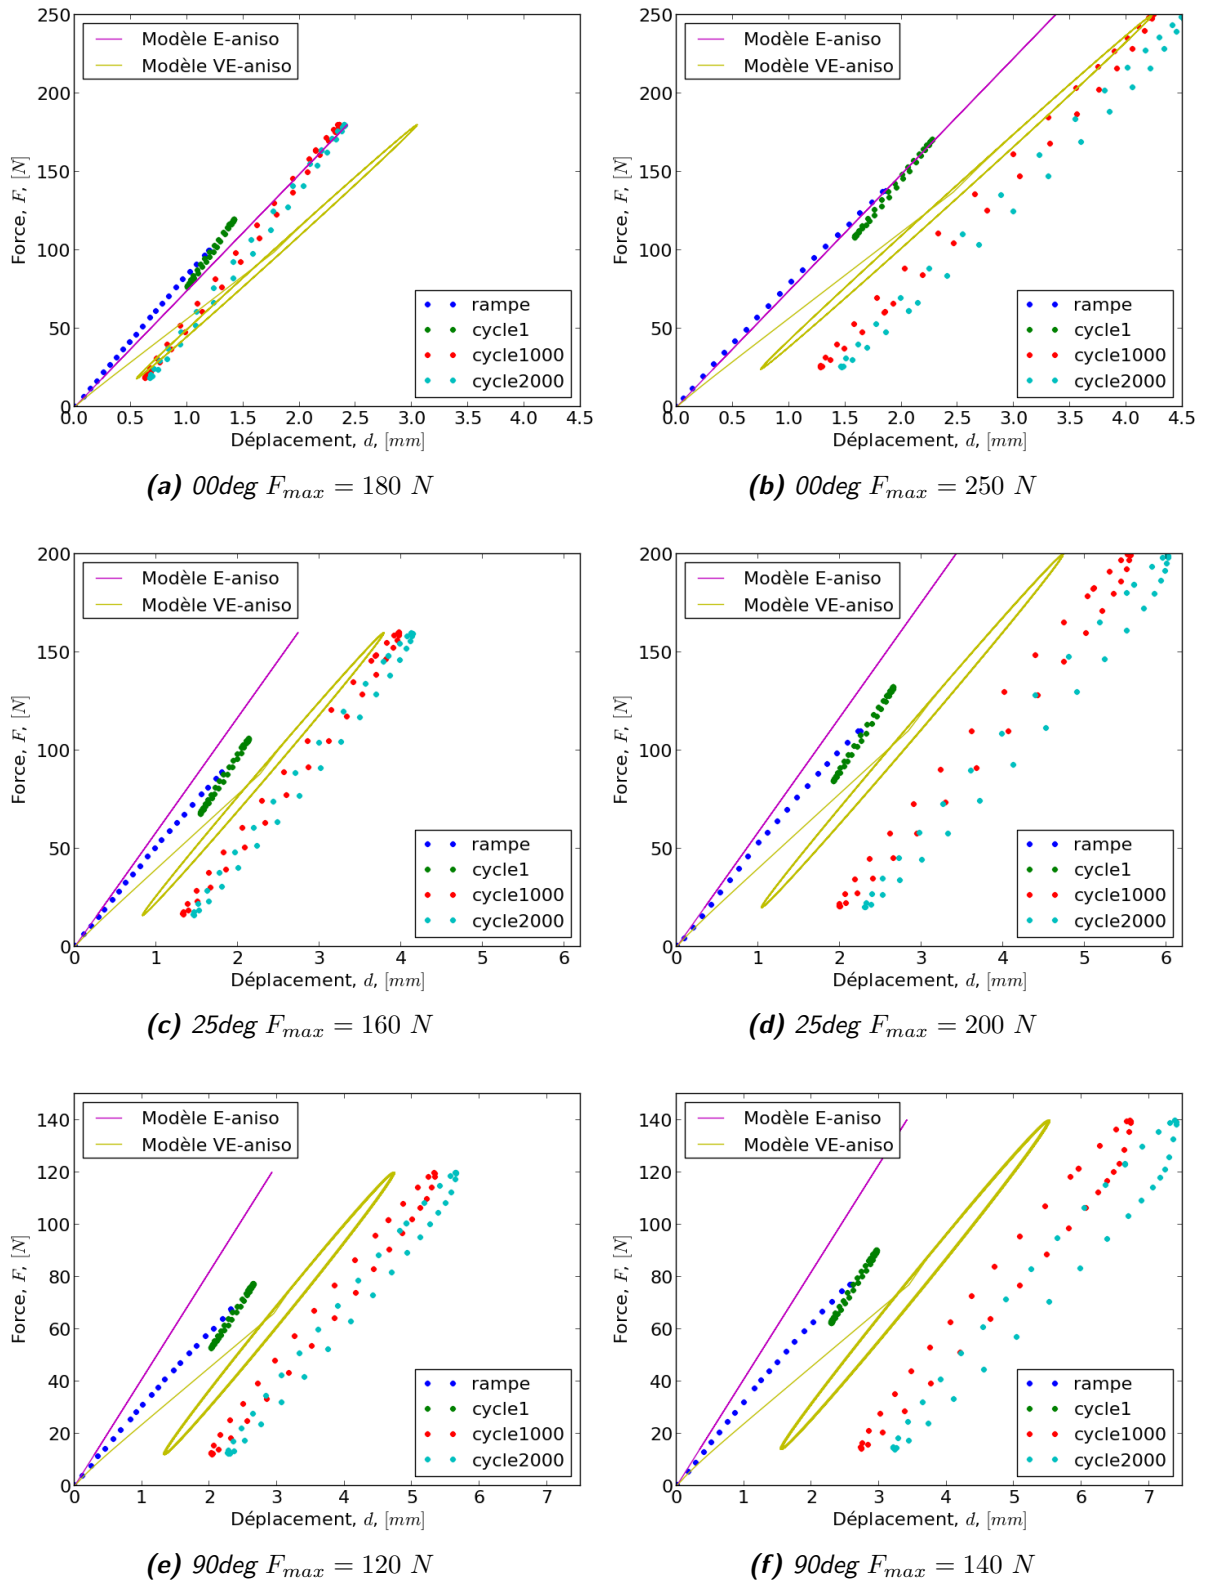 250
200
150
100
50
0
Force, F, [N]
Modèle E-aniso
Modèle VE-aniso
rampe
cycle1
cycle1000
cycle2000
0.0 0.5 1.0 1.5 2.0 2.5 3.0 3.5 4.0 4.5
Déplacement, d, [mm]
(a) 00deg F_max = 180 N
250
200
150
100
50
0
Force, F, [N]
Modèle E-aniso
Modèle VE-aniso
rampe
cycle1
cycle1000
cycle2000
0.0 0.5 1.0 1.5 2.0 2.5 3.0 3.5 4.0 4.5
Déplacement, d, [mm]
(b) 00deg F_max = 250 N
200
150
100
50
0
Force, F, [N]
Modèle E-aniso
Modèle VE-aniso
rampe
cycle1
cycle1000
cycle2000
0 1 2 3 4 5 6
Déplacement, d, [mm]
(c) 25deg F_max = 160 N
200
150
100
50
0
Force, F, [N]
Modèle E-aniso
Modèle VE-aniso
rampe
cycle1
cycle1000
cycle2000
0 1 2 3 4 5 6
Déplacement, d, [mm]
(d) 25deg F_max = 200 N
140
120
100
80
60
40
20
0
Force, F, [N]
Modèle E-aniso
Modèle VE-aniso
rampe
cycle1
cycle1000
cycle2000
0 1 2 3 4 5 6 7
Déplacement, d, [mm]
(e) 90deg F_max = 120 N
140
120
100
80
60
40
20
0
Force, F, [N]
Modèle E-aniso
Modèle VE-aniso
rampe
cycle1
cycle1000
cycle2000
0 1 2 3 4 5 6 7
Déplacement, d, [mm]
(f) 90deg F_max = 140 N